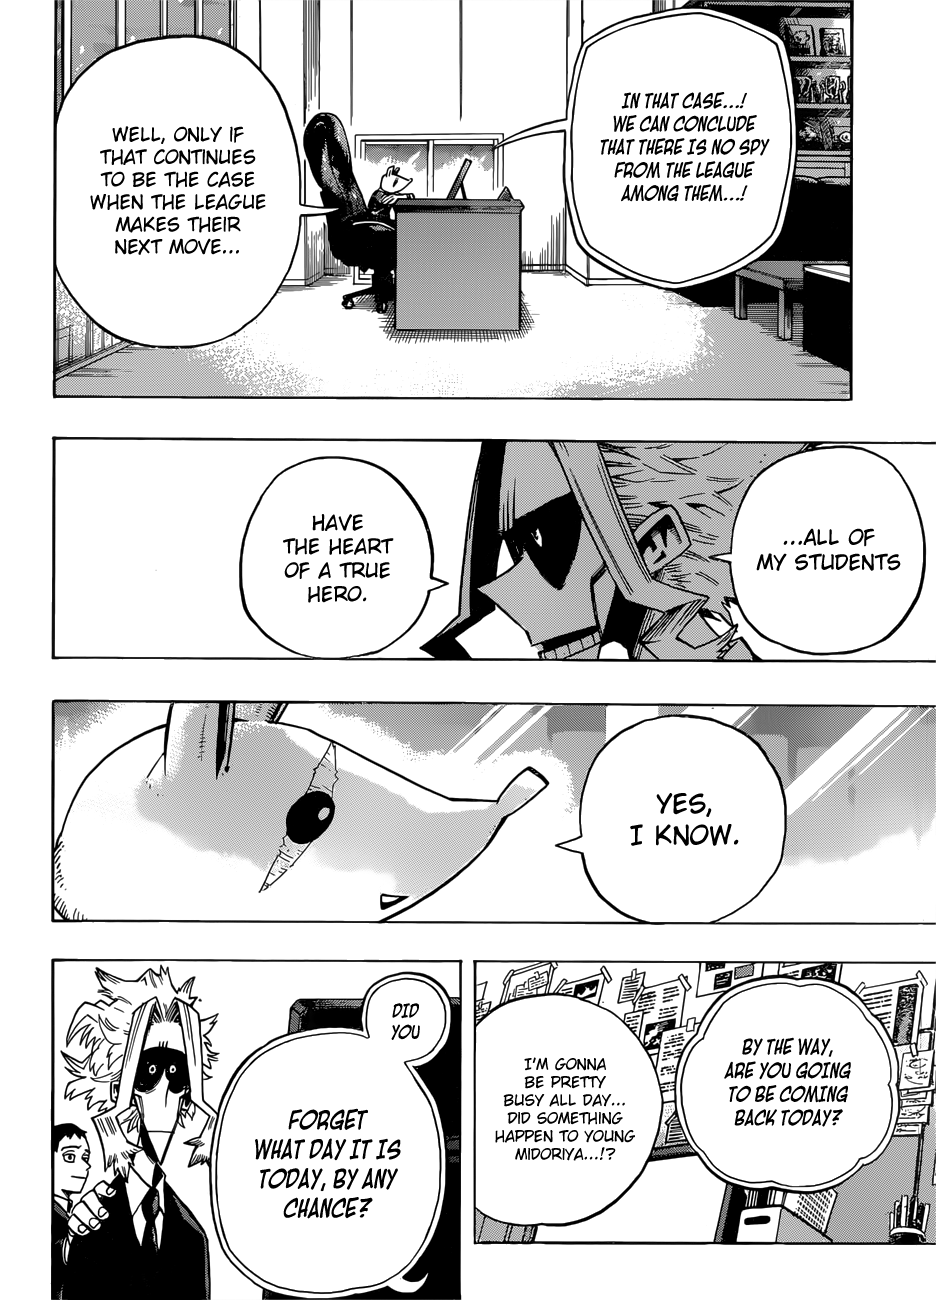 IN THAT CASE...!
WE CAN CONCLUDE
THAT THERE IS NO SPY
FROM THE LEAGUE
AMONG THEM...!
WELL, ONLY IF
THAT CONTINUES
TO BE THE CASE
WHEN THE LEAGUE
MAKES THEIR
NEXT MOVE...
...ALL OF
MY STUDENTS
HAVE
THE HEART
OF A TRUE
HERO.
YES,
I KNOW.
BY THE WAY,
ARE YOU GOING
TO BE COMING
BACK TODAY?
I'M GONNA
BE PRETTY
BUSY ALL DAY...
DID SOMETHING
HAPPEN TO YOUNG
MIDORIYA...!?
DID
YOU
FORGET
WHAT DAY IT IS
TODAY, BY ANY
CHANCE?